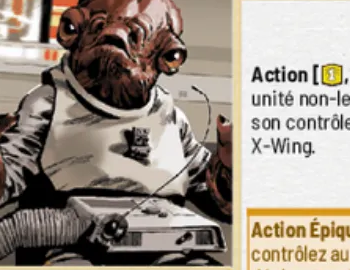 Action [1,
unité non-le
son contrôle
X-Wing.
Action Épiqu
contrôlez au